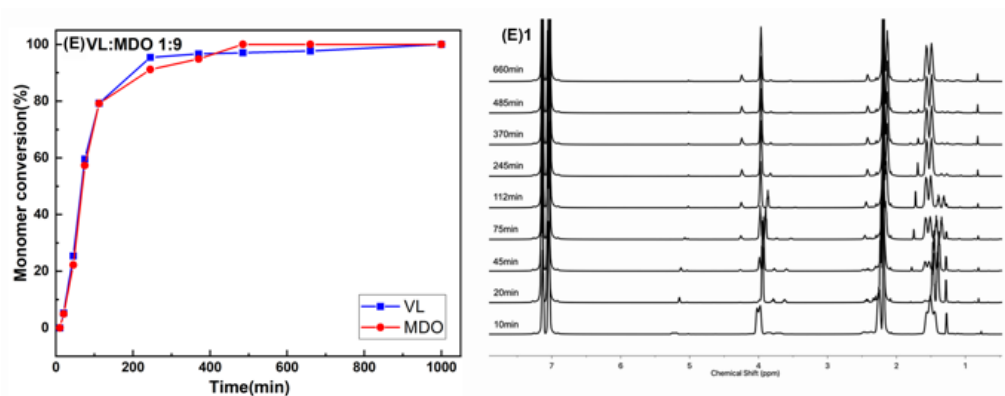 (E)VL:MDO 1:9
Monomer conversion(%)
100
80
60
40
20
0
VL
MDO
0 200 400 600 800 1000
Time(min)
(E)1
660min
485min
370min
245min
112min
75min
45min
20min
10min
7 6 5 4 3 2 1
Chemical Shift (ppm)